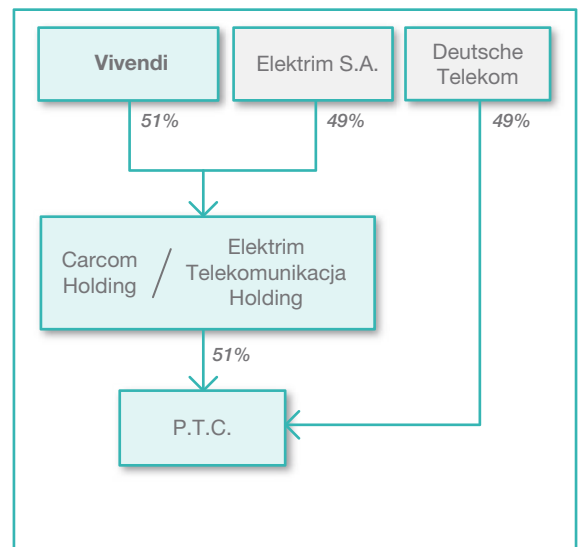 Vivendi
Elektrim S.A.
Deutsche
Telekom
51%
49%
49%
Carcom
Holding
/
Elektrim
Telekomunikacja
Holding
51%
P.T.C.